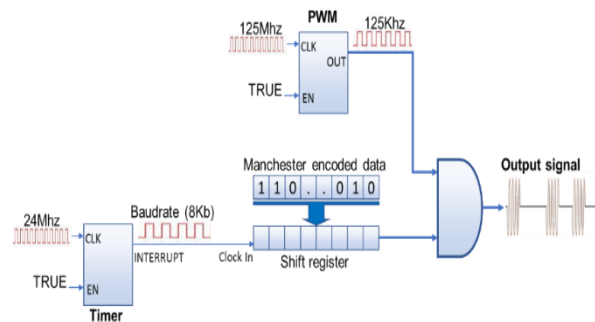 PWM
125Mhz
125Khz
CLK
OUT
TRUE
EN
Manchester encoded data
1 1 0 . . 0 1 0
Output signal
24Mhz
Baudrate (8Kb)
CLK
INTERRUPT
Clock In
Shift register
TRUE
EN
Timer